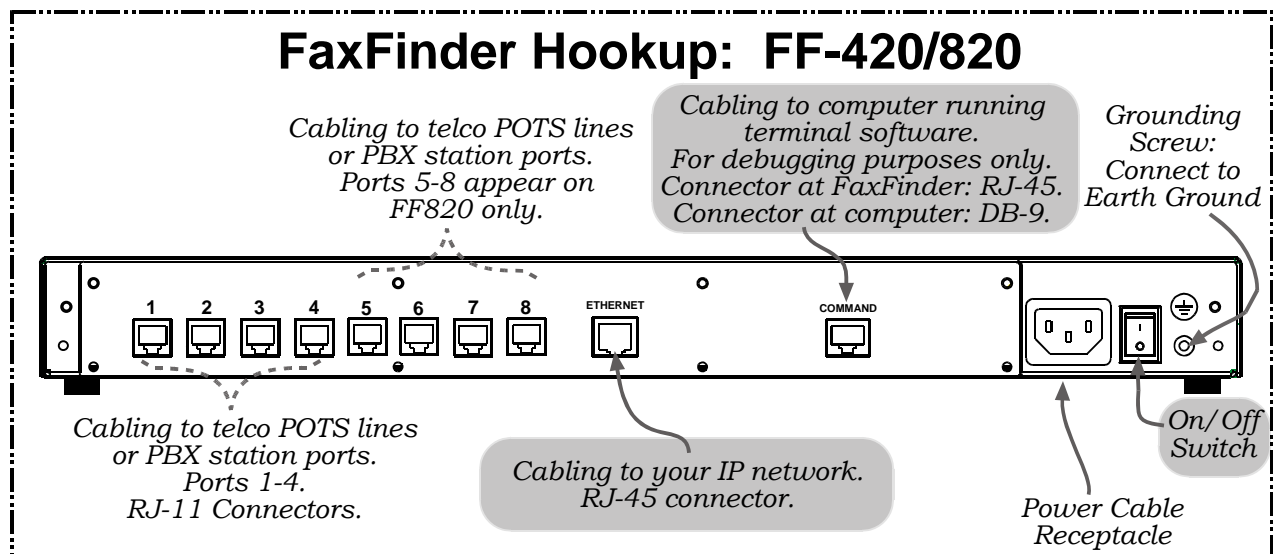 FaxFinder Hookup: FF-420/820
Cabling to telco POTS lines
or PBX station ports.
Ports 5-8 appear on
FF820 only.
Cabling to computer running
terminal software.
For debugging purposes only.
Connector at FaxFinder: RJ-45.
Connector at computer: DB-9.
Grounding
Screw:
Connect to
Earth Ground
1 2 3 4 5 6 7 8
ETHERNET
COMMAND
Cabling to telco POTS lines
or PBX station ports.
Ports 1-4.
RJ-11 Connectors.
Cabling to your IP network.
RJ-45 connector.
On/Off
Switch
Power Cable
Receptacle